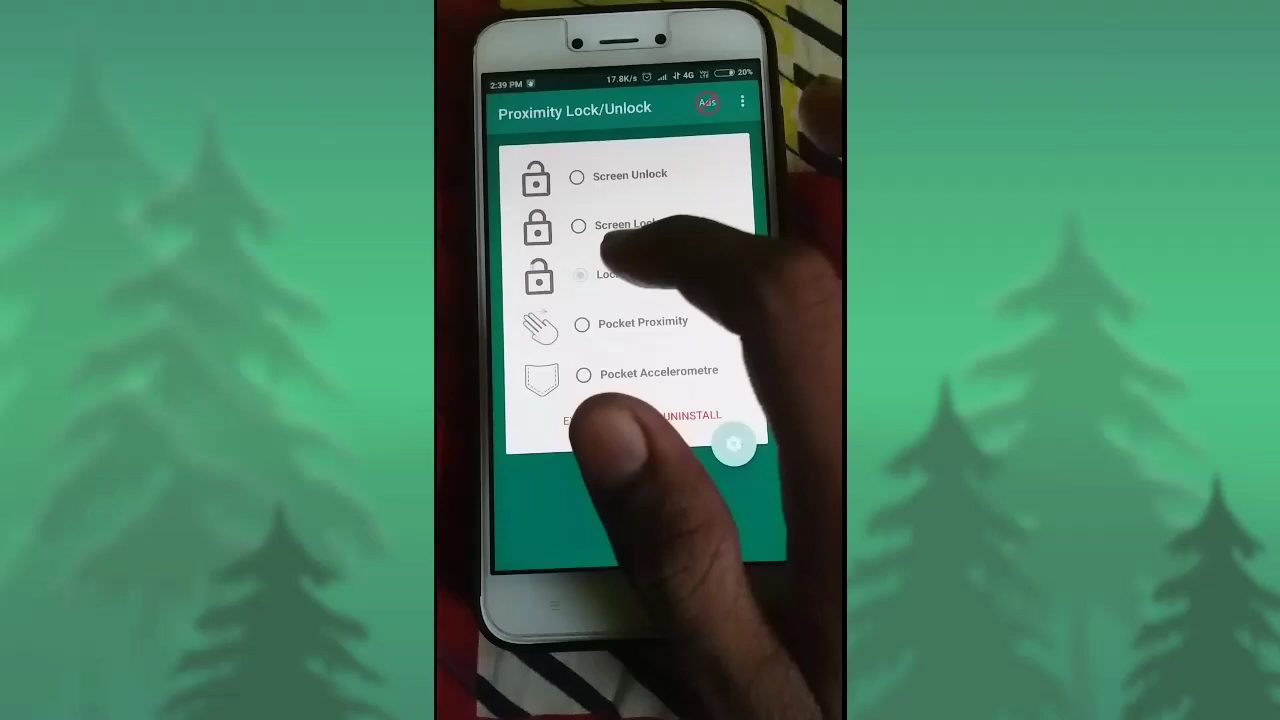 2:39 PM 17.8K/s 4G 20%
Proximity Lock/Unlock Ads
Screen Unlock
Screen
Pocket Proximity
Pocket Accelerometre
UNINSTALL